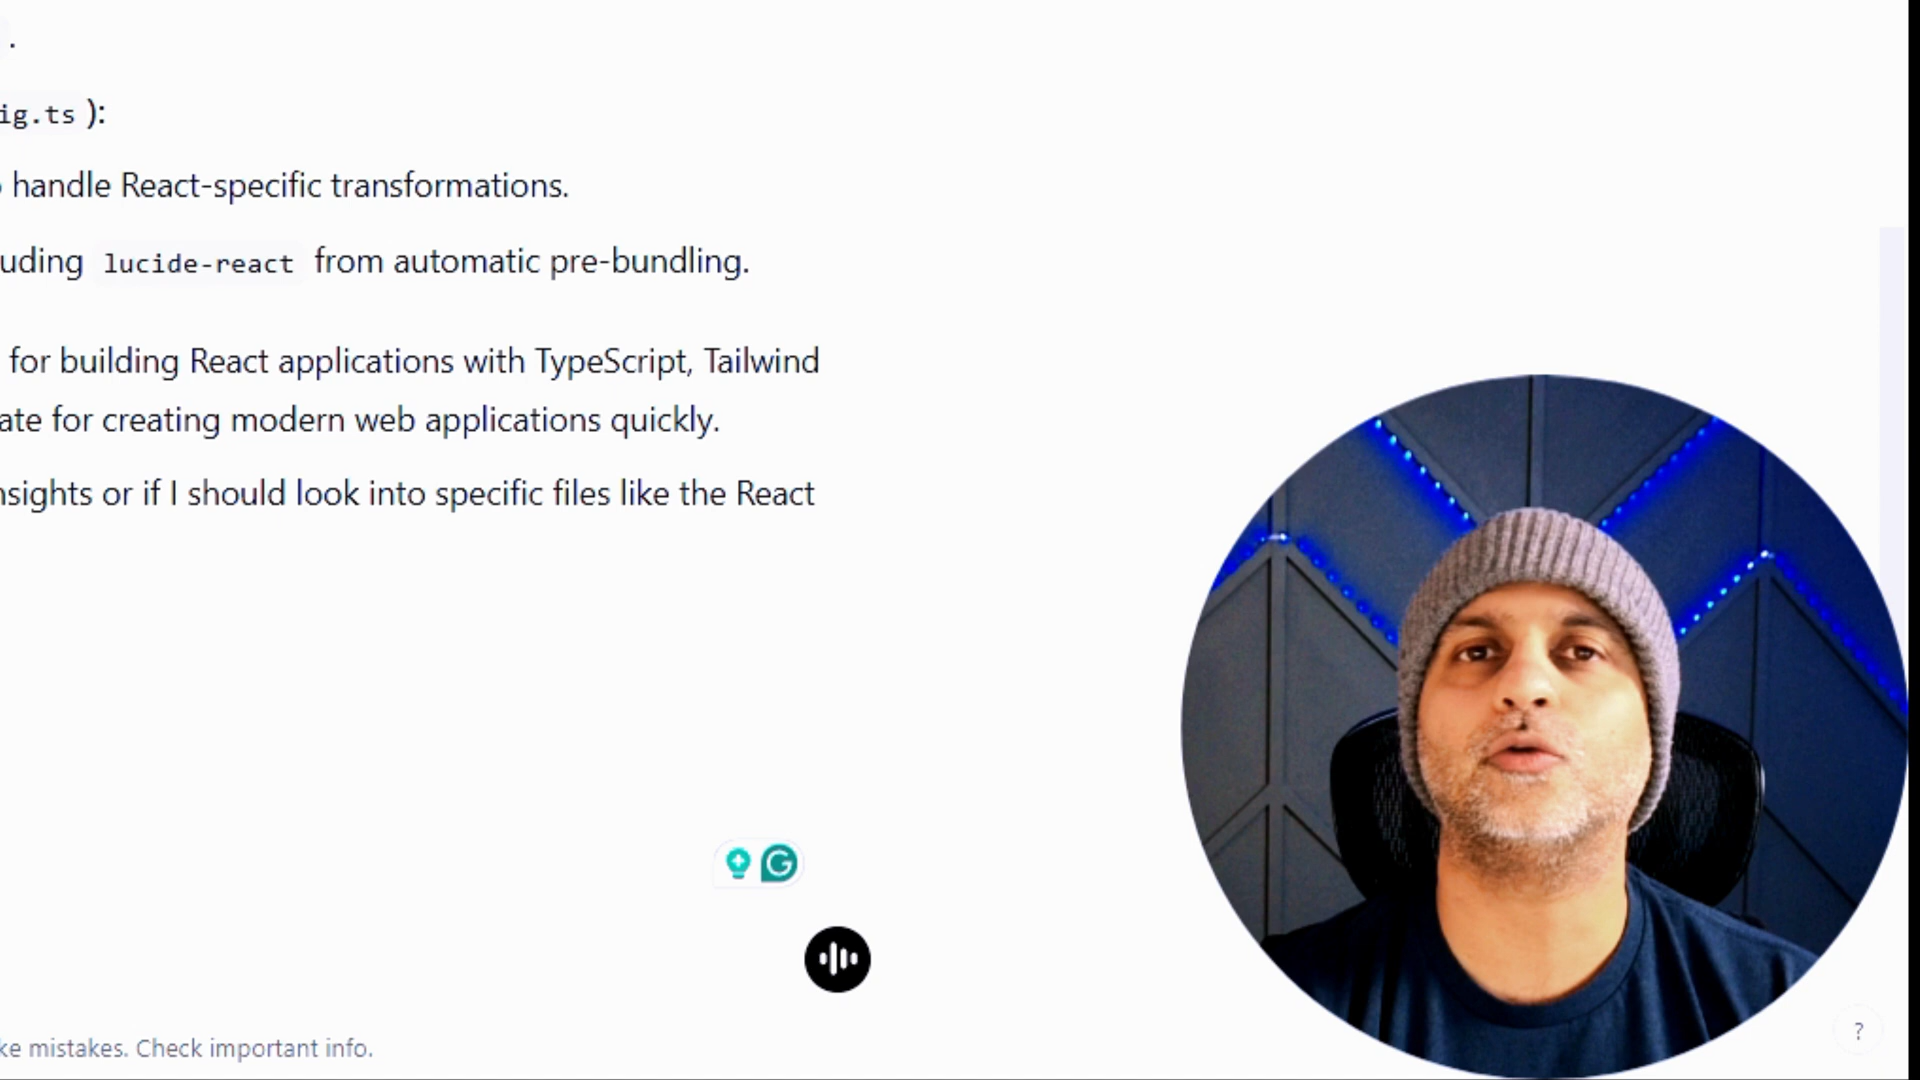 .
ig.ts ):
handle React-specific transformations.
uding lucide-react from automatic pre-bundling.
for building React applications with TypeScript, Tailwind
ate for creating modern web applications quickly.
nsights or if I should look into specific files like the React
G
ke mistakes. Check important info.
?